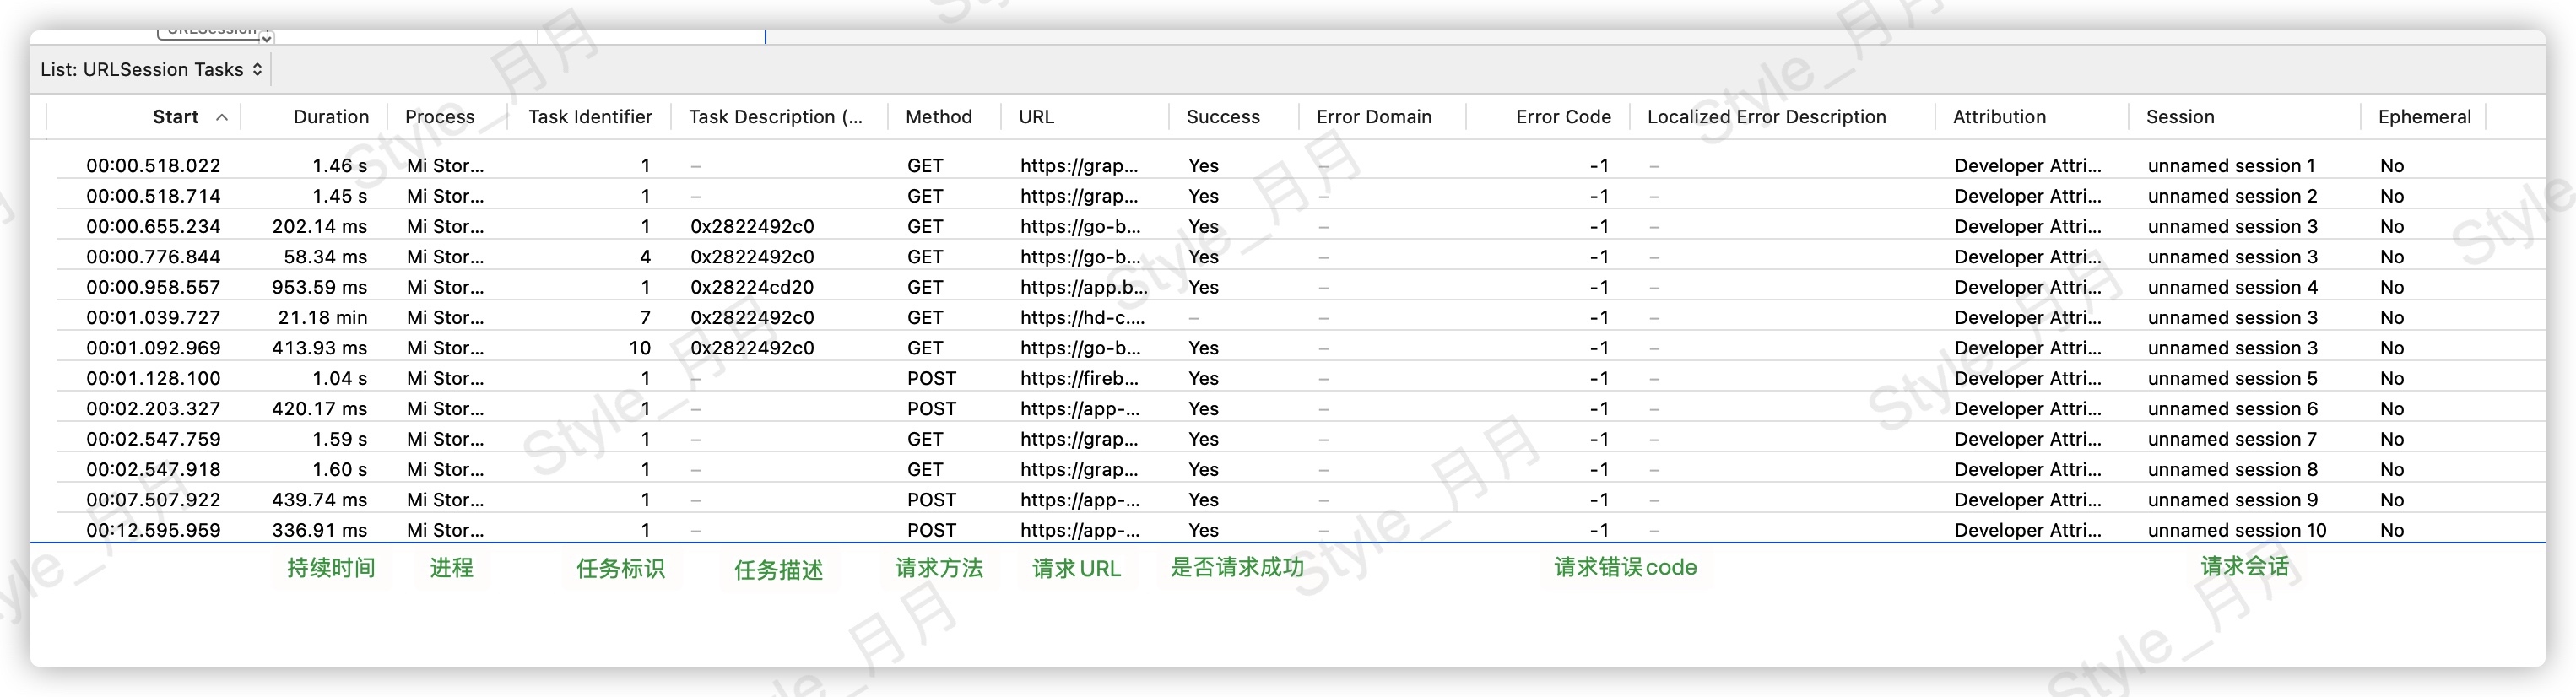 URLSession
List: URLSession Tasks
Start Duration Process Task Identifier Task Description (... Method URL Success Error Domain Error Code Localized Error Description Attribution Session Ephemeral
00:00.518.022 1.46 s Mi Stor... 1 – GET https://grap... Yes – -1 – Developer Attri... unnamed session 1 No
00:00.518.714 1.45 s Mi Stor... 1 – GET https://grap... Yes – -1 – Developer Attri... unnamed session 2 No
00:00.655.234 202.14 ms Mi Stor... 1 0x2822492c0 GET https://go-b... Yes – -1 – Developer Attri... unnamed session 3 No
00:00.776.844 58.34 ms Mi Stor... 4 0x2822492c0 GET https://go-b... Yes – -1 – Developer Attri... unnamed session 3 No
00:00.958.557 953.59 ms Mi Stor... 1 0x28224cd20 GET https://app.b... Yes – -1 – Developer Attri... unnamed session 4 No
00:01.039.727 21.18 min Mi Stor... 7 0x2822492c0 GET https://hd-c.... – – -1 – Developer Attri... unnamed session 3 No
00:01.092.969 413.93 ms Mi Stor... 10 0x2822492c0 GET https://go-b... Yes – -1 – Developer Attri... unnamed session 3 No
00:01.128.100 1.04 s Mi Stor... 1 – POST https://fireb... Yes – -1 – Developer Attri... unnamed session 5 No
00:02.203.327 420.17 ms Mi Stor... 1 – POST https://app-... Yes – -1 – Developer Attri... unnamed session 6 No
00:02.547.759 1.59 s Mi Stor... 1 – GET https://grap... Yes – -1 – Developer Attri... unnamed session 7 No
00:02.547.918 1.60 s Mi Stor... 1 – GET https://grap... Yes – -1 – Developer Attri... unnamed session 8 No
00:07.507.922 439.74 ms Mi Stor... 1 – POST https://app-... Yes – -1 – Developer Attri... unnamed session 9 No
00:12.595.959 336.91 ms Mi Stor... 1 – POST https://app-... Yes – -1 – Developer Attri... unnamed session 10 No
持续时间 进程 任务标识 任务描述 请求方法 请求URL 是否请求成功 请求错误code 请求会话
Style_月月